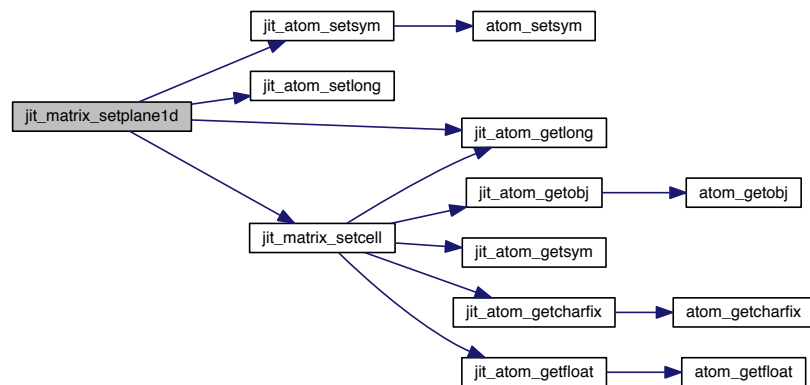 jit_matrix_setplane1d
jit_atom_setsym
atom_setsym
jit_atom_setlong
jit_atom_getlong
jit_matrix_setcell
jit_atom_getobj
atom_getobj
jit_atom_getsym
jit_atom_getcharfix
atom_getcharfix
jit_atom_getfloat
atom_getfloat